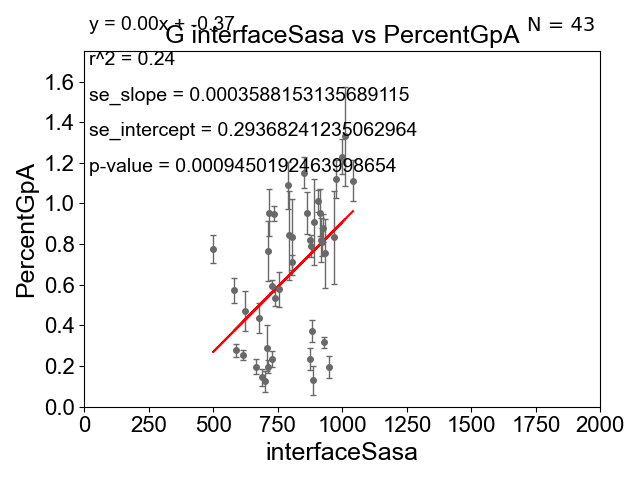 y = 0.00x + -0.37
N = 43
G interfaceSasa vs PercentGpA
r^2 = 0.24
se_slope = 0.0003588153135689115
se_intercept = 0.29368241235062964
p-value = 0.0009450192463998654
PercentGpA
1.6
1.4
1.2
1.0
0.8
0.6
0.4
0.2
0.0
0 250 500 750 1000 1250 1500 1750 2000
interfaceSasa